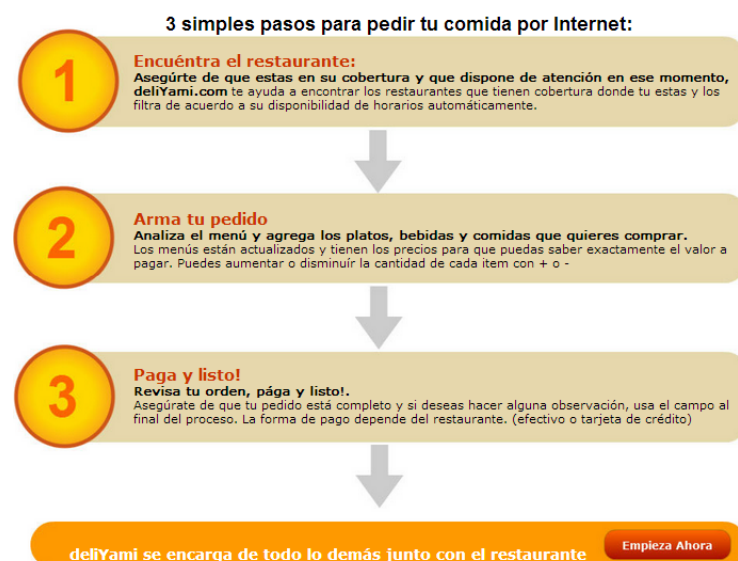 3 simples pasos para pedir tu comida por Internet:
1
Encuéntra el restaurante:
Asegúrte de que estas en su cobertura y que dispone de atención en ese momento,
deliYami.com te ayuda a encontrar los restaurantes que tienen cobertura donde tu estas y los
filtra de acuerdo a su disponibilidad de horarios automáticamente.
2
Arma tu pedido
Analiza el menú y agrega los platos, bebidas y comidas que quieres comprar.
Los menús están actualizados y tienen los precios para que puedas saber exactamente el valor a
pagar. Puedes aumentar o disminuír la cantidad de cada item con + o -
3
Paga y listo!
Revisa tu orden, pága y listo!.
Asegúrate de que tu pedido está completo y si deseas hacer alguna observación, usa el campo al
final del proceso. La forma de pago depende del restaurante. (efectivo o tarjeta de crédito)
deliYami se encarga de todo lo demás junto con el restaurante
Empieza Ahora